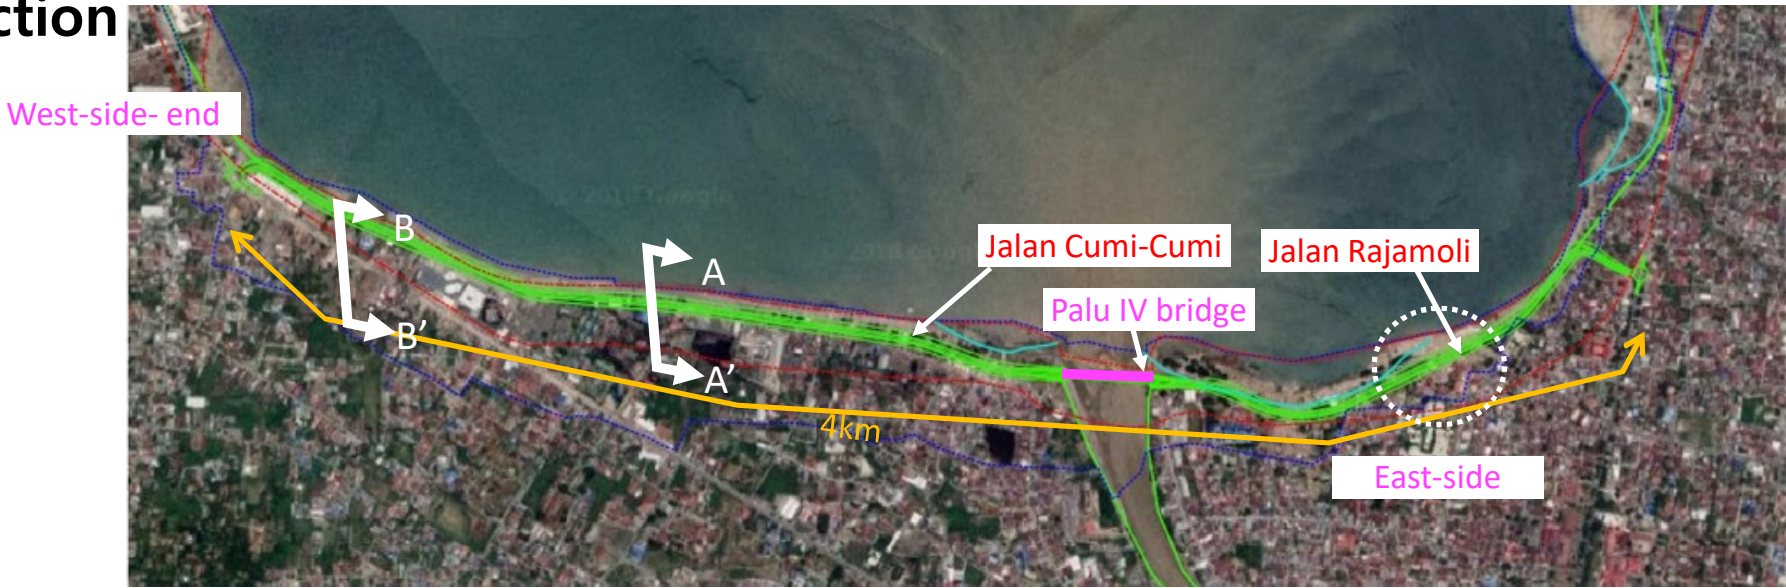 ction
West-side- end
B
A
Jalan Cumi-Cumi
Jalan Rajamoli
Palu IV bridge
B’
A’
4km
East-side